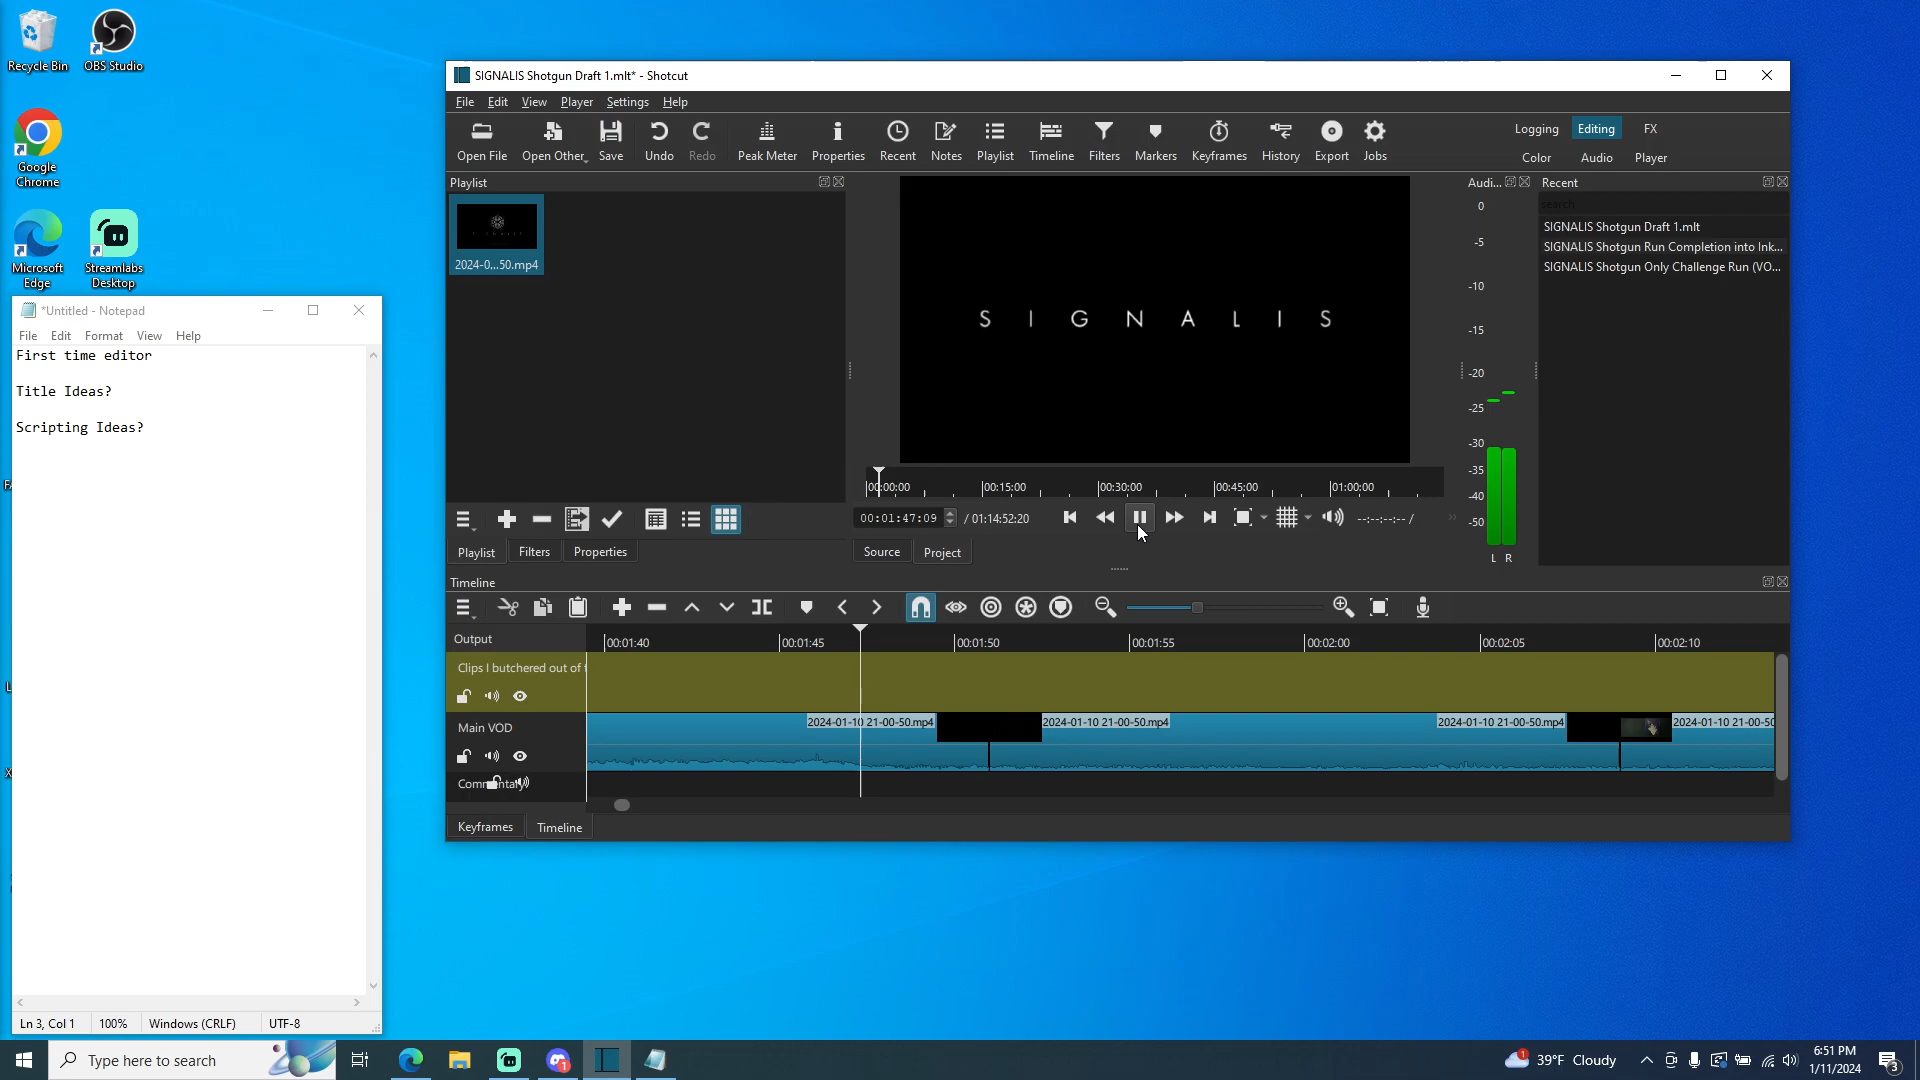 Recycle Bin
OBS Studio
Google Chrome
Microsoft Edge
Streamlabs Desktop
*Untitled - Notepad
File Edit Format View Help
First time editor
Title Ideas?
Scripting Ideas?
Ln 3, Col 1 100% Windows (CRLF) UTF-8
SIGNALIS Shotgun Draft 1.mlt* - Shotcut
File Edit View Player Settings Help
Open File Open Other... Save Undo Redo Peak Meter Properties Recent Notes Playlist Timeline Filters Markers Keyframes History Export Jobs
Logging Editing FX
Color Audio Player
Playlist
2024-0...50.mp4
S I G N A L I S
00:00:00 00:15:00 00:30:00 00:45:00 01:00:00
00:01:47:09 / 01:14:52:20 --:--:--:-- /
Playlist Filters Properties
Source Project
Audi...
0
-5
-10
-15
-20
-25
-30
-35
-40
-50
L R
Recent
search
SIGNALIS Shotgun Draft 1.mlt
SIGNALIS Shotgun Run Completion into Ink...
SIGNALIS Shotgun Only Challenge Run (VO...
Timeline
Output
00:01:40 00:01:45 00:01:50 00:01:55 00:02:00 00:02:05 00:02:10
Clips I butchered out of
Main VOD
2024-01-10 21-00-50.mp4 2024-01-10 21-00-50.mp4 2024-01-10 21-00-50.mp4 2024-01-10 21-00-50
Commentary
Keyframes Timeline
Type here to search
39°F Cloudy
6:51 PM
1/11/2024
3